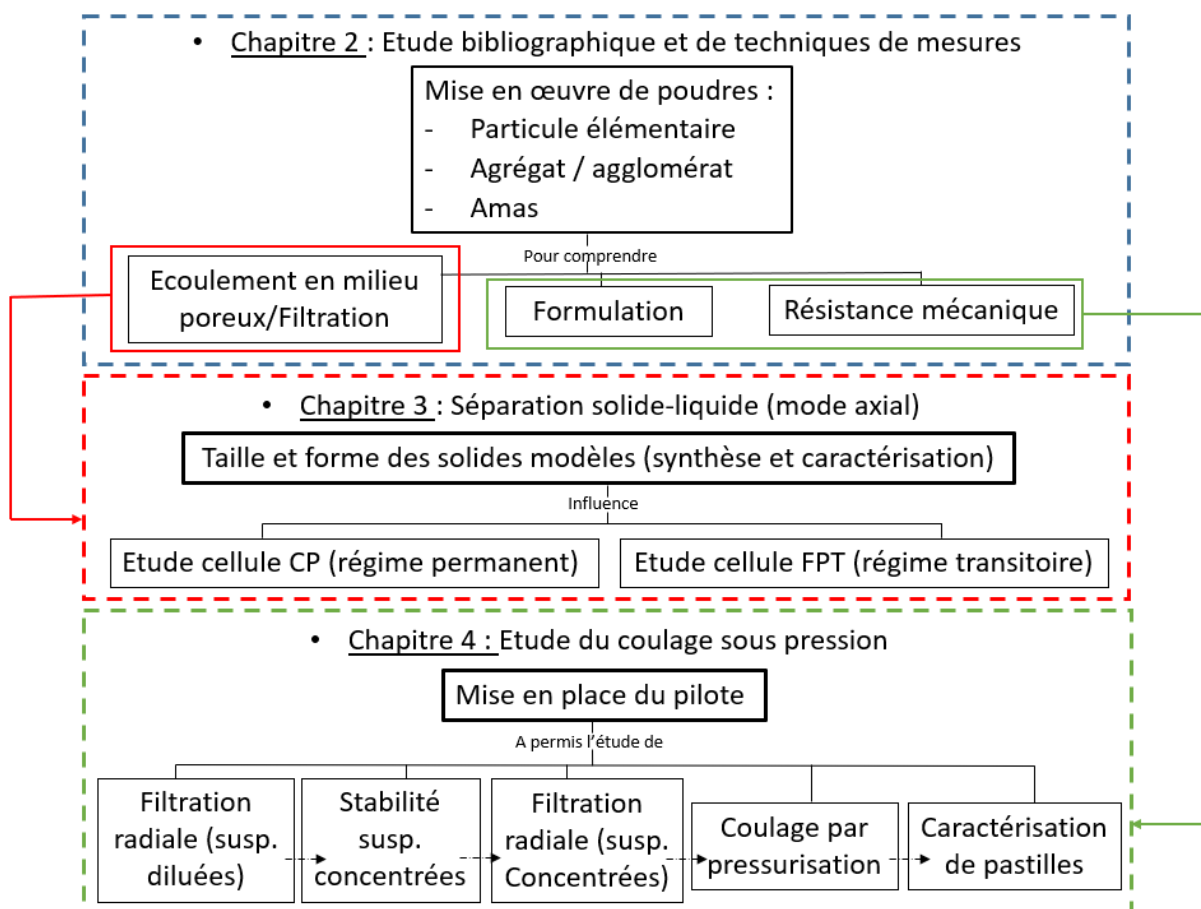 • Chapitre 2 : Etude bibliographique et de techniques de mesures
Mise en œuvre de poudres :
- Particule élémentaire
- Agrégat / agglomérat
- Amas
Pour comprendre
Ecoulement en milieu
poreux/Filtration
Formulation
Résistance mécanique
• Chapitre 3 : Séparation solide-liquide (mode axial)
Taille et forme des solides modèles (synthèse et caractérisation)
Influence
Etude cellule CP (régime permanent)
Etude cellule FPT (régime transitoire)
• Chapitre 4 : Etude du coulage sous pression
Mise en place du pilote
A permis l'étude de
Filtration
radiale (susp.
diluées)
Stabilité
susp.
concentrées
Filtration
radiale (susp.
Concentrées)
Coulage par
pressurisation
Caractérisation
de pastilles